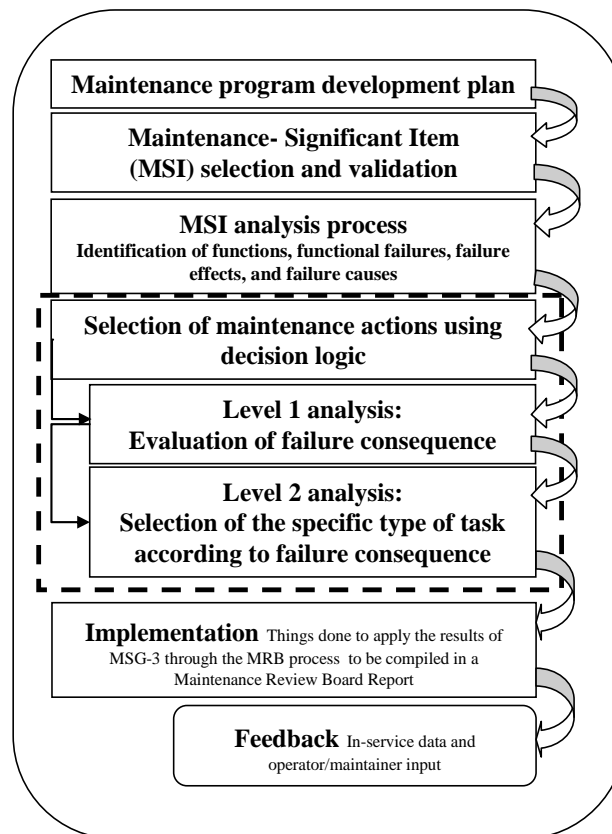 Maintenance program development plan
Maintenance- Significant Item
(MSI) selection and validation
MSI analysis process
Identification of functions, functional failures, failure
effects, and failure causes
Selection of maintenance actions using
decision logic
Level 1 analysis:
Evaluation of failure consequence
Level 2 analysis:
Selection of the specific type of task
according to failure consequence
Implementation Things done to apply the results of
MSG-3 through the MRB process to be compiled in a
Maintenance Review Board Report
Feedback In-service data and
operator/maintainer input